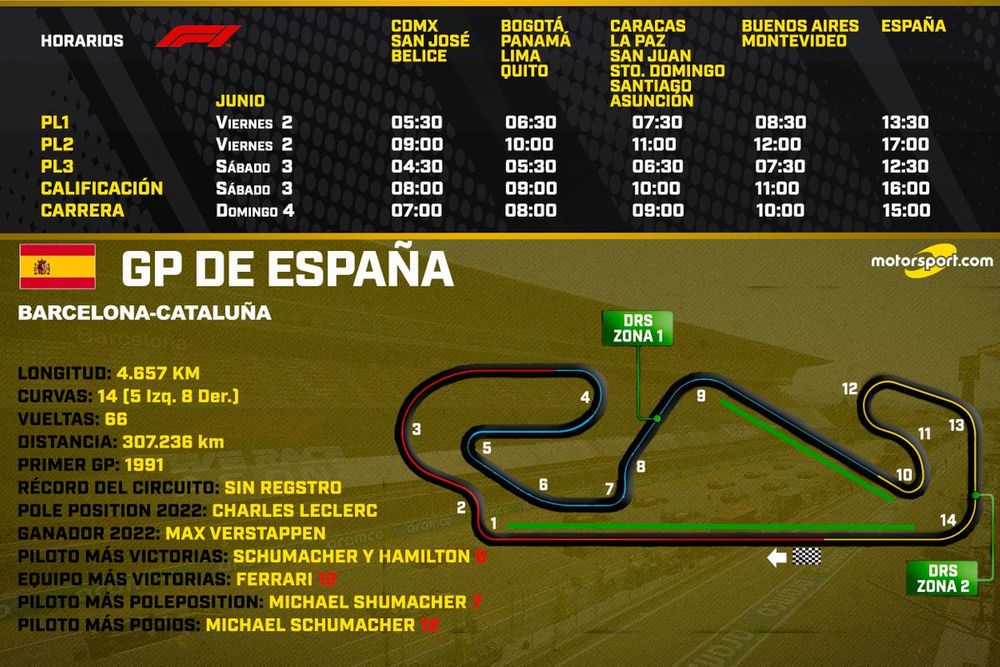 HORARIOS
F1
CDMX
SAN JOSÉ
BELICE
BOGOTÁ
PANAMÁ
LIMA
QUITO
CARACAS
LA PAZ
SAN JUAN
STO. DOMINGO
SANTIAGO
ASUNCIÓN
BUENOS AIRES
MONTEVIDEO
ESPAÑA
JUNIO
PL1 VIERNES 2 05:30 06:30 07:30 08:30 13:30
PL2 VIERNES 2 09:00 10:00 11:00 12:00 17:00
PL3 SÁBADO 3 04:30 05:30 06:30 07:30 12:30
CALIFICACIÓN SÁBADO 3 08:00 09:00 10:00 11:00 16:00
CARRERA DOMINGO 4 07:00 08:00 09:00 10:00 15:00
GP DE ESPAÑA
motorsport.com
BARCELONA-CATALUÑA
LONGITUD: 4.657 KM
CURVAS: 14 (5 Izq. 8 Der.)
VUELTAS: 66
DISTANCIA: 307.236 km
PRIMER GP: 1991
RÉCORD DEL CIRCUITO: SIN REGSTRO
POLE POSITION 2022: CHARLES LECLERC
GANADOR 2022: MAX VERSTAPPEN
PILOTO MÁS VICTORIAS: SCHUMACHER Y HAMILTON 6
EQUIPO MÁS VICTORIAS: FERRARI 12
PILOTO MÁS POLEPOSITION: MICHAEL SHUMACHER 7
PILOTO MÁS PODIOS: MICHAEL SCHUMACHER 12
DRS
ZONA 1
1
2
3
4
5
6
7
8
9
10
11
12
13
14
DRS
ZONA 2